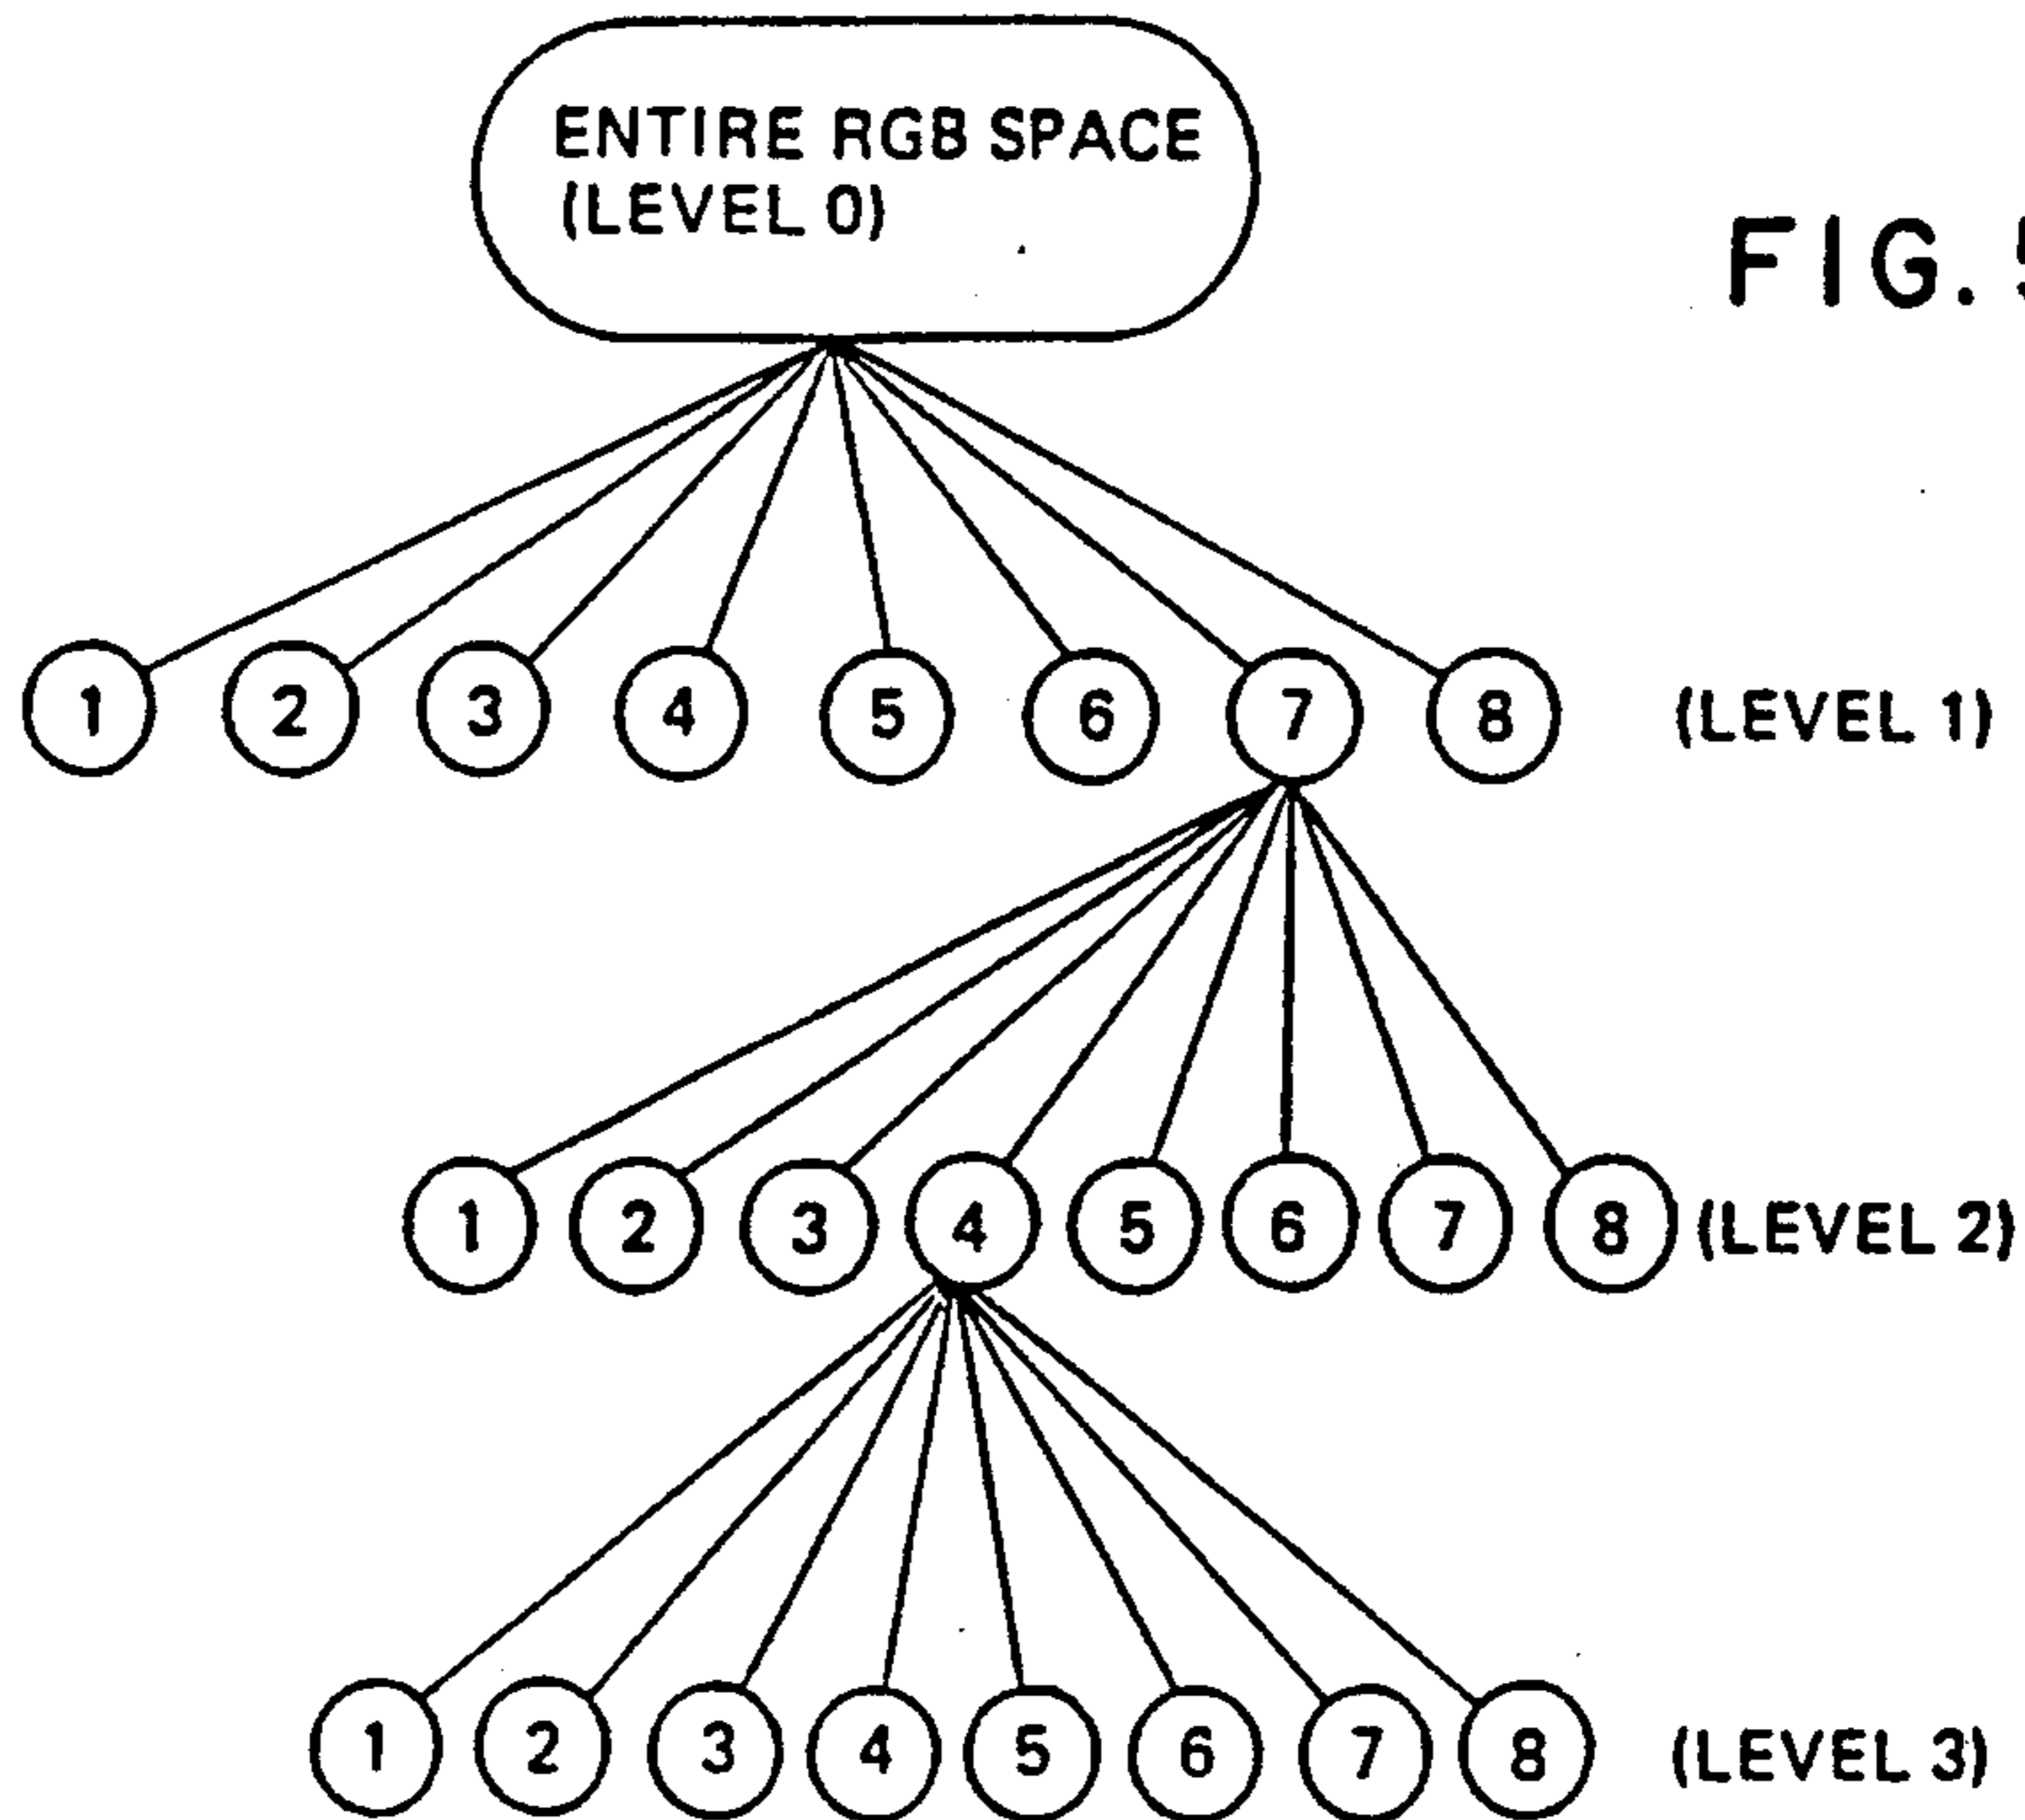 ENTIRE RGB SPACE
(LEVEL 0)
FIG. 5
1 2 3 4 5 6 7 8 (LEVEL 1)
1 2 3 4 5 6 7 8 (LEVEL 2)
1 2 3 4 5 6 7 8 (LEVEL 3)